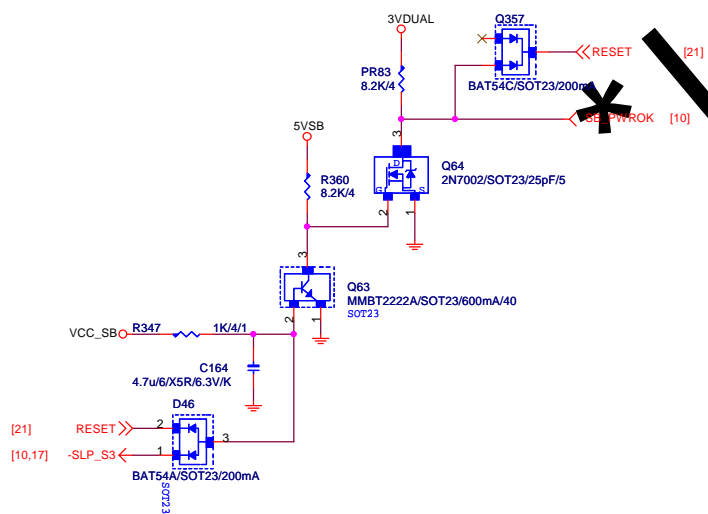 Q357
3VDUAL
RESET [21]
PR83
8.2K/4
BAT54C/SOT23/200mA
PWROK [10]
5VSB
3
D
Q64
2N7002/SOT23/25pF/5
G S
R360
8.2K/4
2 1
3
Q63
MMBT2222A/SOT23/600mA/40
SOT23
2 1
VCC_SB R347 1K/4/1
C164
4.7u/6/X5R/6.3V/K
D46
[21] RESET 2
3
[10,17] -SLP_S3 1
BAT54A/SOT23/200mA
SOT23